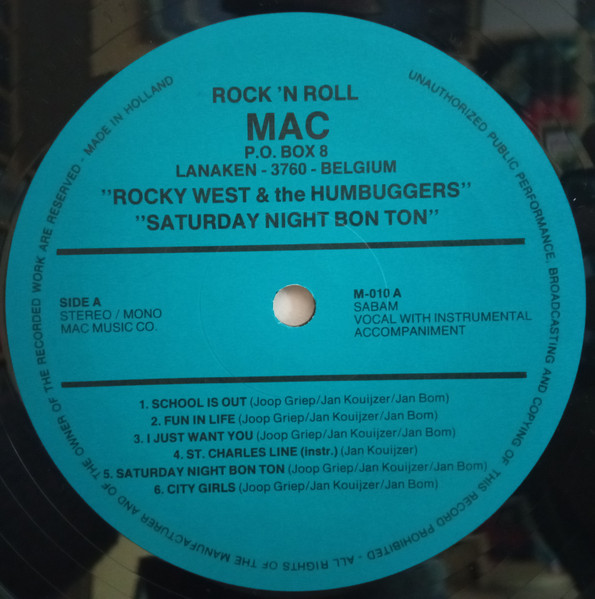 ROCK 'N ROLL
MAC
P.O. BOX 8
LANAKEN - 3760 - BELGIUM
"ROCKY WEST & the HUMBUGGERS"
"SATURDAY NIGHT BON TON"
SIDE A
STEREO / MONO
MAC MUSIC CO.
M-010 A
SABAM
VOCAL WITH INSTRUMENTAL
ACCOMPANIMENT
1. SCHOOL IS OUT (Joop Griep/Jan Kouijzer/Jan Bom)
2. FUN IN LIFE (Joop Griep/Jan Kouijzer/Jan Bom)
3. I JUST WANT YOU (Joop Griep/Jan Kouijzer/Jan Bom)
4. ST. CHARLES LINE (instr.) (Jan Kouijzer)
5. SATURDAY NIGHT BON TON (Joop Griep/Jan Kouijzer/Jan Bom)
6. CITY GIRLS (Joop Griep/Jan Kouijzer/Jan Bom)
UNAUTHORIZED PUBLIC PERFORMANCE, BROADCASTING AND COPYING OF THIS RECORD PROHIBITED - ALL RIGHTS OF THE MANUFACTURER AND OF THE OWNER OF THE RECORDED WORK ARE RESERVED - MADE IN HOLLAND